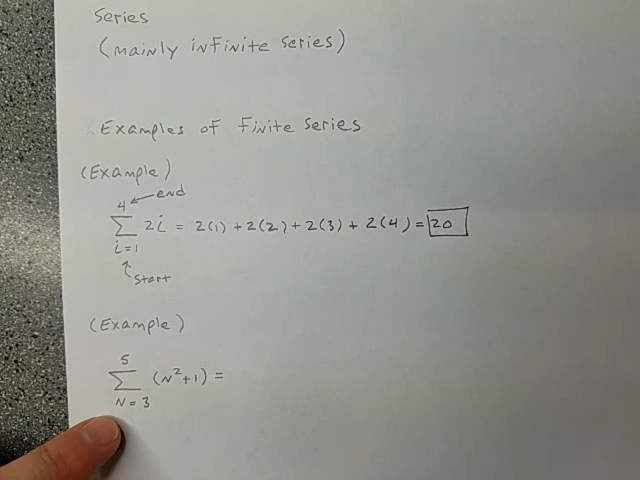 Series
(mainly infinite series)
Examples of finite series
(Example)
4 ← end
∑ 2i = 2(1) + 2(2) + 2(3) + 2(4) = 20
i = 1
↑ start
(Example)
5
∑ (N²+1) =
N = 3